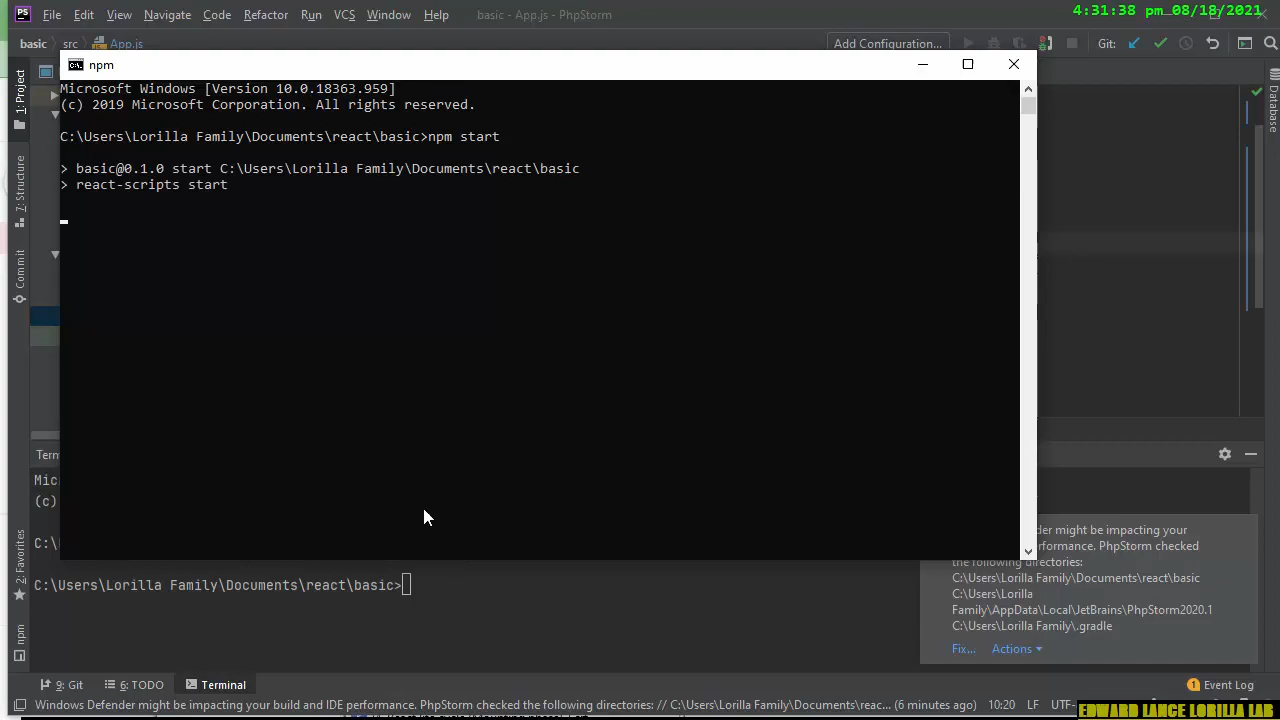 File Edit View Navigate Code Refactor Run VCS Window Help basic - App.js - PhpStorm
4:31:38 pm_08/18/2021
basic src App.js Add Configuration... Git:
1: Project
7: Structure
Commit
2: Favorites
npm
Database
npm
Microsoft Windows [Version 10.0.18363.959]
(c) 2019 Microsoft Corporation. All rights reserved.
C:\Users\Lorilla Family\Documents\react\basic>npm start
> basic@0.1.0 start C:\Users\Lorilla Family\Documents\react\basic
> react-scripts start
Term
Mic
(c)
C:\
C:\Users\Lorilla Family\Documents\react\basic>
der might be impacting your
erformance. PhpStorm checked
the following directories:
C:\Users\Lorilla Family\Documents\react\basic
C:\Users\Lorilla
Family\AppData\Local\JetBrains\PhpStorm2020.1
C:\Users\Lorilla Family\.gradle
Fix... Actions
9: Git 6: TODO Terminal 1 Event Log
Windows Defender might be impacting your build and IDE performance. PhpStorm checked the following directories: // C:\Users\Lorilla Family\Documents\reac... (6 minutes ago) 10:20 LF UTF-
EDWARD LANCE LORILLA LAB